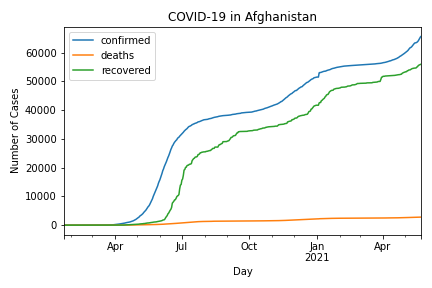 COVID-19 in Afghanistan
confirmed
deaths
recovered
Number of Cases
60000
50000
40000
30000
20000
10000
0
Apr
Jul
Oct
Jan
2021
Apr
Day